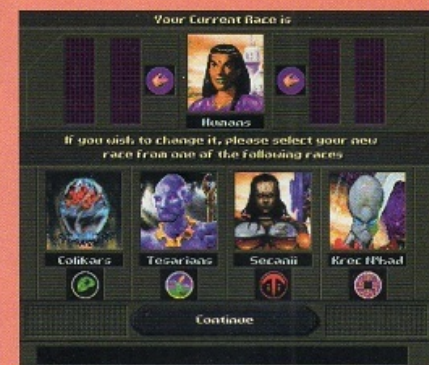 Your Current Race is
Humans
If you wish to change it, please select your new
race from one of the following races
Colikars
Tesarians
Secanii
Krec N'had
Continue